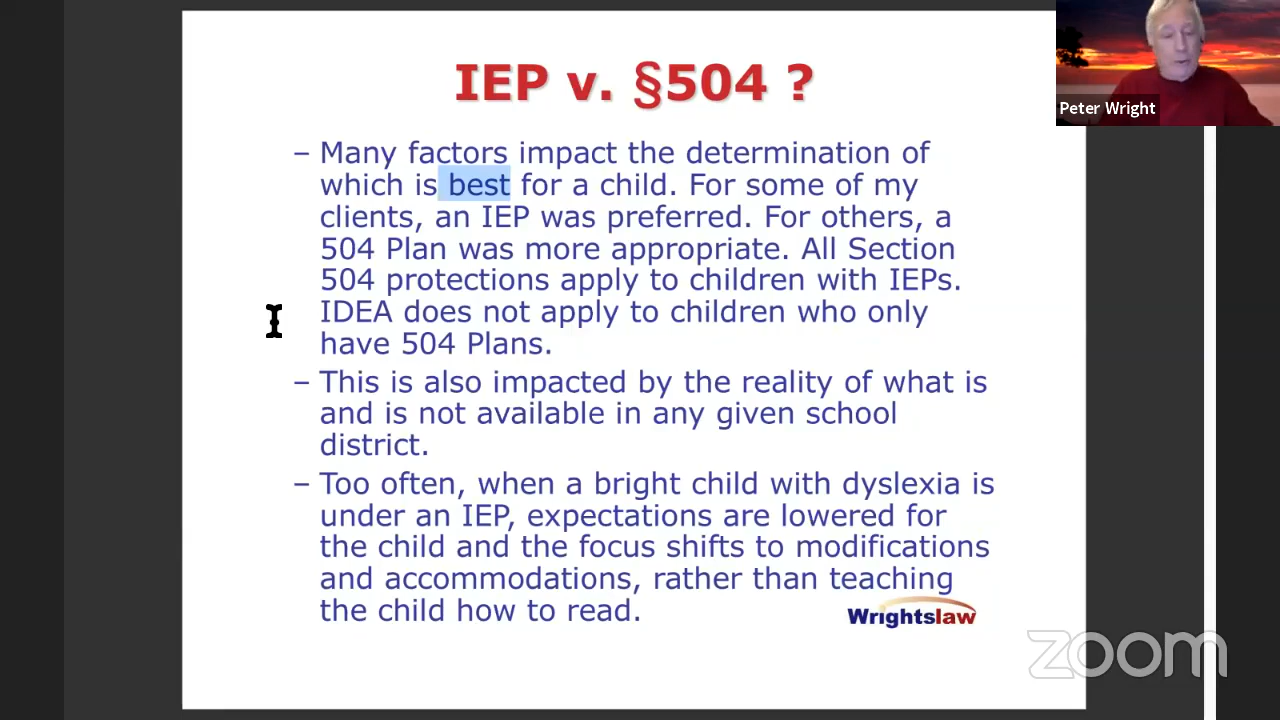 IEP v. §504 ?
– Many factors impact the determination of
which is best for a child. For some of my
clients, an IEP was preferred. For others, a
504 Plan was more appropriate. All Section
504 protections apply to children with IEPs.
IDEA does not apply to children who only
have 504 Plans.
– This is also impacted by the reality of what is
and is not available in any given school
district.
– Too often, when a bright child with dyslexia is
under an IEP, expectations are lowered for
the child and the focus shifts to modifications
and accommodations, rather than teaching
the child how to read.
Wrightslaw
Peter Wright
zoom